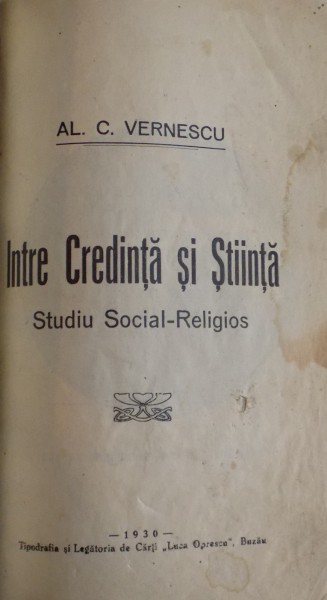 AL. C. VERNESCU
Intre Credință și Știință
Studiu Social-Religios
— 1930 —
Tipografia și Legătoria de Cărți „Luca Oprescu", Buzău